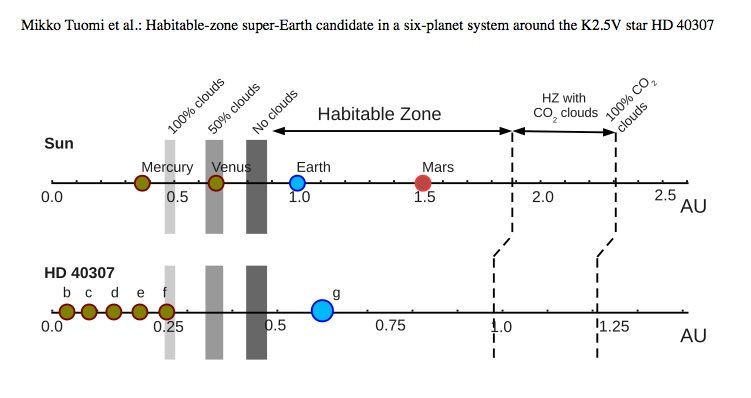 Mikko Tuomi et al.: Habitable-zone super-Earth candidate in a six-planet system around the K2.5V star HD 40307
100% clouds
50% clouds
No clouds
Habitable Zone
HZ with
CO₂ clouds
100% CO₂
clouds
Sun
Mercury Venus Earth Mars
0.0 0.5 1.0 1.5 2.0 2.5 AU
HD 40307
b c d e f g
0.0 0.25 0.5 0.75 1.0 1.25 AU